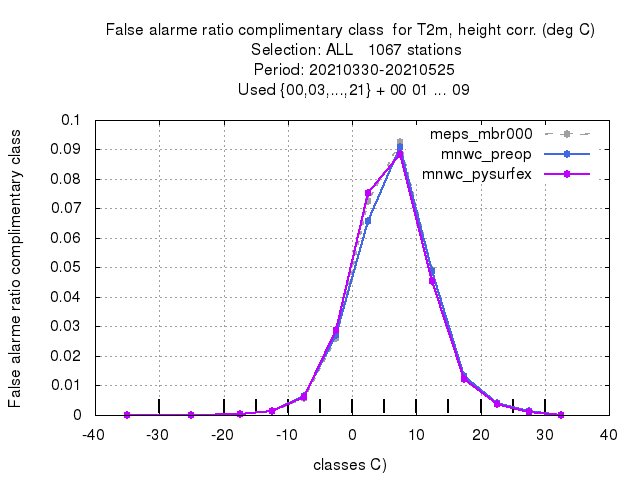 False alarme ratio complimentary class  for T2m, height corr. (deg C)
Selection: ALL   1067 stations
Period: 20210330-20210525
Used {00,03,...,21} + 00 01 ... 09
False alarme ratio complimentary class
0.1
0.09
0.08
0.07
0.06
0.05
0.04
0.03
0.02
0.01
0
meps_mbr000
mnwc_preop
mnwc_pysurfex
-40 -30 -20 -10 0 10 20 30 40
classes C)